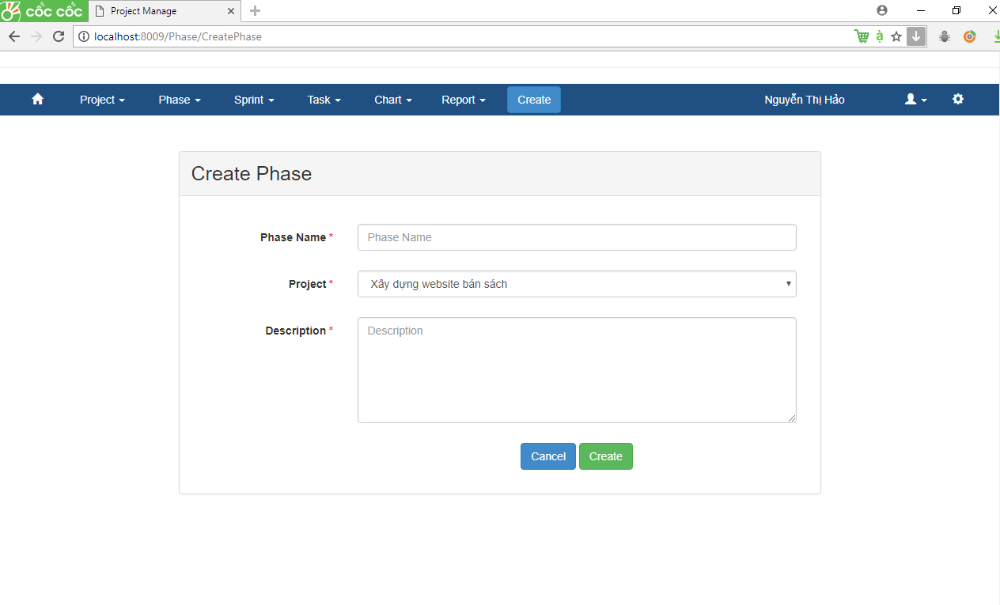 cốc cốc Project Manage
localhost:8009/Phase/CreatePhase à
Project Phase Sprint Task Chart Report Create Nguyễn Thị Hảo
Create Phase
Phase Name * Phase Name
Project * Xây dựng website bán sách
Description * Description
Cancel Create